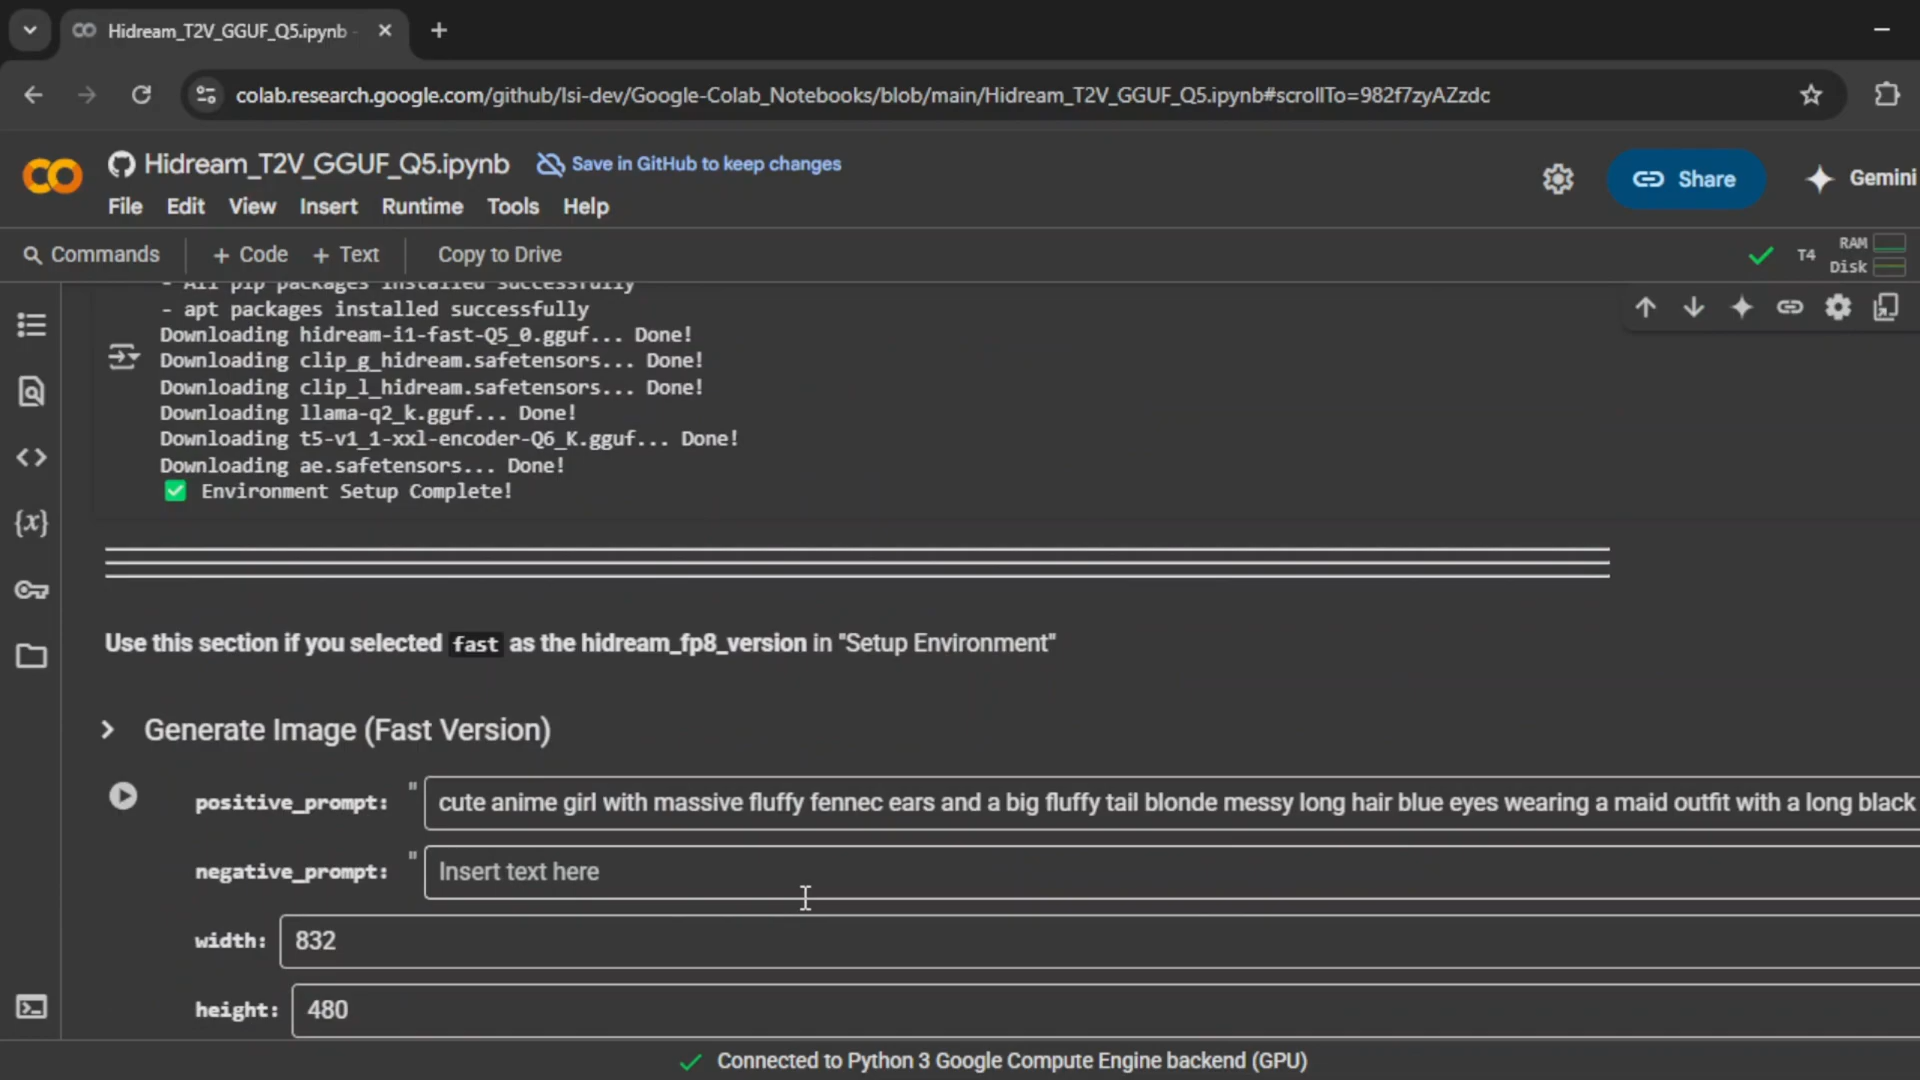 Hidream_T2V_GGUF_Q5.ipynb -
colab.research.google.com/github/Isi-dev/Google-Colab_Notebooks/blob/main/Hidream_T2V_GGUF_Q5.ipynb#scrollTo=982f7zyAZzdc
Hidream_T2V_GGUF_Q5.ipynb Save in GitHub to keep changes
Share Gemini
File Edit View Insert Runtime Tools Help
Commands + Code + Text Copy to Drive T4 RAM Disk
- All pip packages installed successfully
- apt packages installed successfully
Downloading hidream-i1-fast-Q5_0.gguf... Done!
Downloading clip_g_hidream.safetensors... Done!
Downloading clip_l_hidream.safetensors... Done!
Downloading llama-q2_k.gguf... Done!
Downloading t5-v1_1-xxl-encoder-Q6_K.gguf... Done!
Downloading ae.safetensors... Done!
✅ Environment Setup Complete!
Use this section if you selected fast as the hidream_fp8_version in "Setup Environment"
Generate Image (Fast Version)
positive_prompt: " cute anime girl with massive fluffy fennec ears and a big fluffy tail blonde messy long hair blue eyes wearing a maid outfit with a long black
negative_prompt: " Insert text here
width: 832
height: 480
Connected to Python 3 Google Compute Engine backend (GPU)